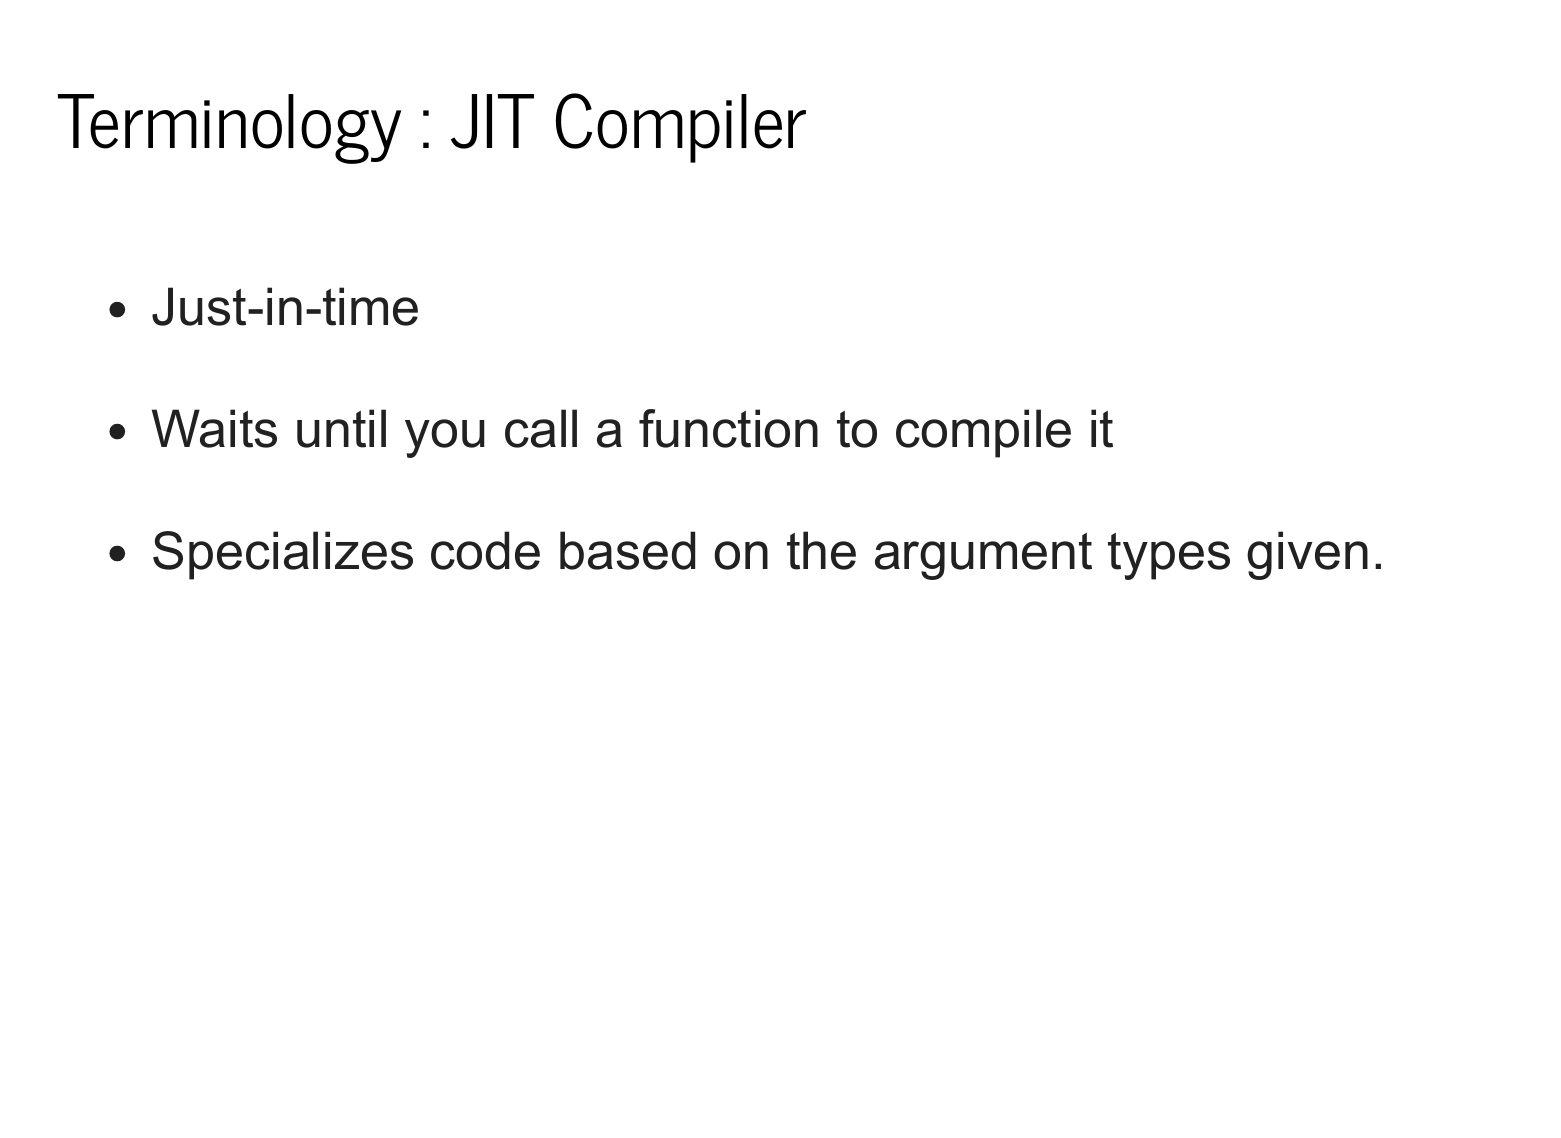 Terminology : JIT Compiler
• Just-in-time
• Waits until you call a function to compile it
• Specializes code based on the argument types given.